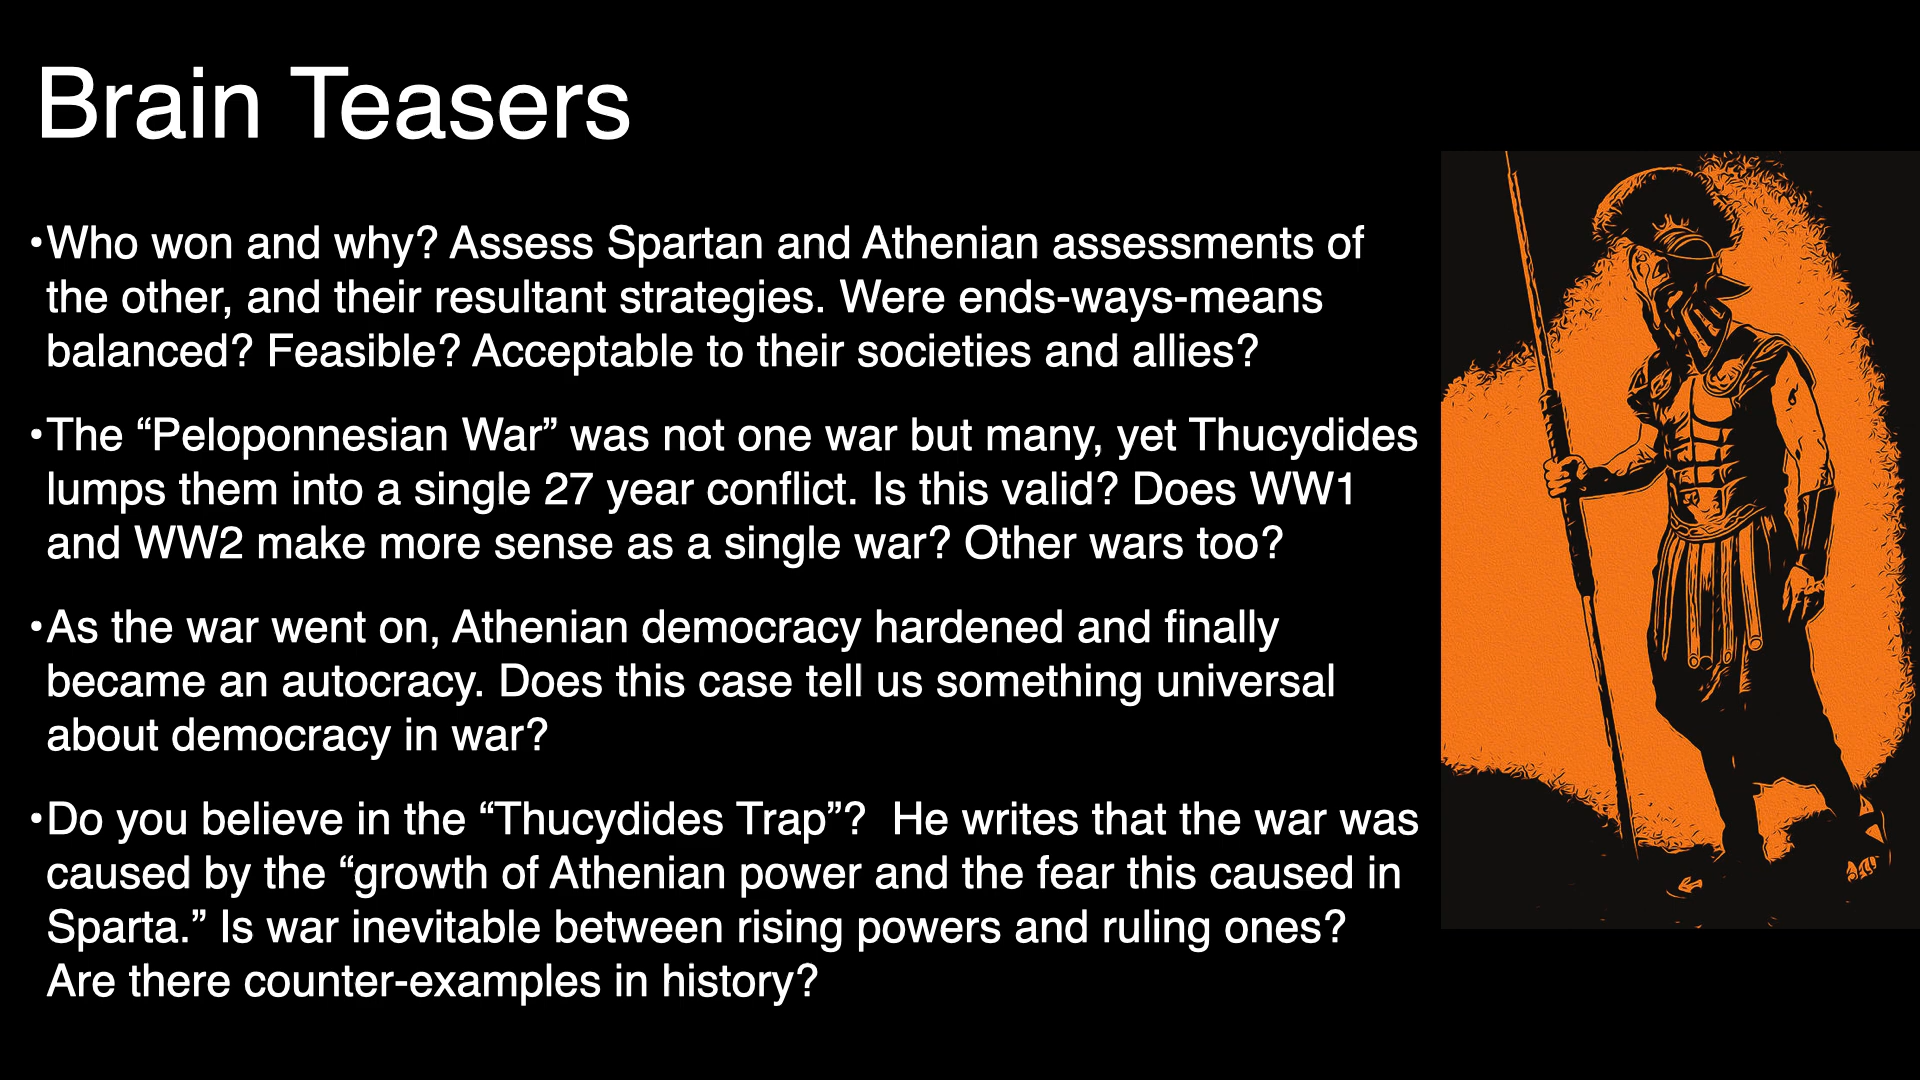 Brain Teasers
•Who won and why? Assess Spartan and Athenian assessments of
the other, and their resultant strategies. Were ends-ways-means
balanced? Feasible? Acceptable to their societies and allies?
•The “Peloponnesian War” was not one war but many, yet Thucydides
lumps them into a single 27 year conflict. Is this valid? Does WW1
and WW2 make more sense as a single war? Other wars too?
•As the war went on, Athenian democracy hardened and finally
became an autocracy. Does this case tell us something universal
about democracy in war?
•Do you believe in the “Thucydides Trap”?  He writes that the war was
caused by the “growth of Athenian power and the fear this caused in
Sparta.” Is war inevitable between rising powers and ruling ones?
Are there counter-examples in history?